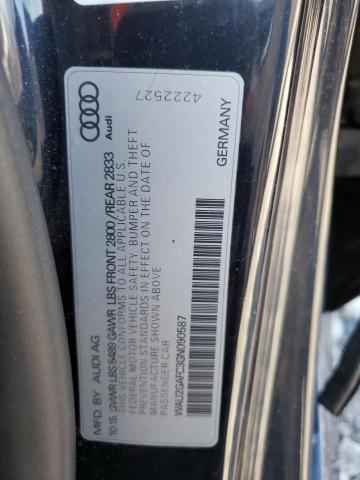 MFD. BY AUDI AG
10.15 GVWR LBS 5489 GAWR LBS FRONT 2800 /REAR 2833
THIS VEHICLE CONFORMS TO ALL APPLICABLE U S
FEDERAL MOTOR VEHICLE SAFETY, BUMPER AND THEFT
STANDARDS IN EFFECT ON THE DATE OF
MANUFACTURE SHOWN ABOVE
PASSENGER CAR
WAU2GAFC3GN090587
GERMANY
Audi
4222527